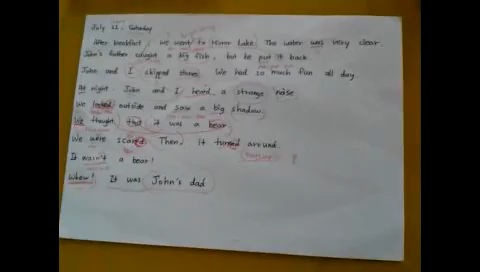 July 22, Saturday
After breakfast, we went to Mirror Lake. The water was very clear.
John's father caught a big fish, but he put it back.
John and I skipped stones. We had so much fun all day.
At night, John and I heard a strange noise.
We looked outside and saw a big shadow.
We thought that it was a bear.
We were scared. Then, it turned around.
It wasn't a bear!
Whew! It was John's dad